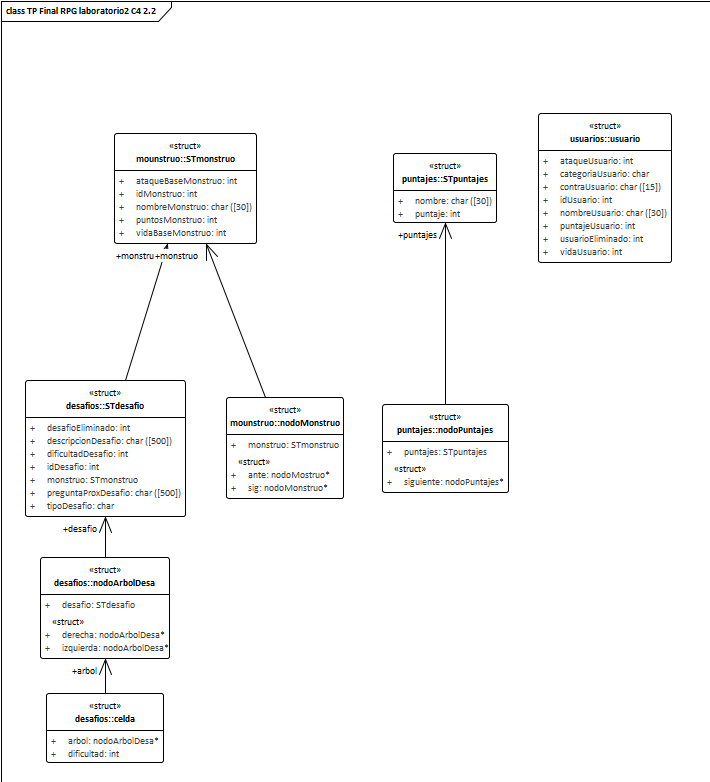 class TP Final RPG laboratorio2 C4 2.2
«struct»
mounstruo::STmonstruo
+ ataqueBaseMonstruo: int
+ idMonstruo: int
+ nombreMonstruo: char ([30])
+ puntosMonstruo: int
+ vidaBaseMonstruo: int
«struct»
puntajes::STpuntajes
+ nombre: char ([30])
+ puntaje: int
«struct»
usuarios::usuario
+ ataqueUsuario: int
+ categoriaUsuario: char
+ contraUsuario: char ([15])
+ idUsuario: int
+ nombreUsuario: char ([30])
+ puntajeUsuario: int
+ usuarioEliminado: int
+ vidaUsuario: int
+monstru +monstruo
+puntajes
«struct»
desafios::STdesafio
+ desafioEliminado: int
+ descripcionDesafio: char ([500])
+ dificultadDesafio: int
+ idDesafio: int
+ monstruo: STmonstruo
+ preguntaProxDesafio: char ([500])
+ tipoDesafio: char
«struct»
mounstruo::nodoMonstruo
+ monstruo: STmonstruo
«struct»
+ ante: nodoMostruo*
+ sig: nodoMonstruo*
«struct»
puntajes::nodoPuntajes
+ puntajes: STpuntajes
«struct»
+ siguiente: nodoPuntajes*
+desafio
«struct»
desafios::nodoArbolDesa
+ desafio: STdesafio
«struct»
+ derecha: nodoArbolDesa*
+ izquierda: nodoArbolDesa*
+arbol
«struct»
desafios::celda
+ arbol: nodoArbolDesa*
+ dificultad: int